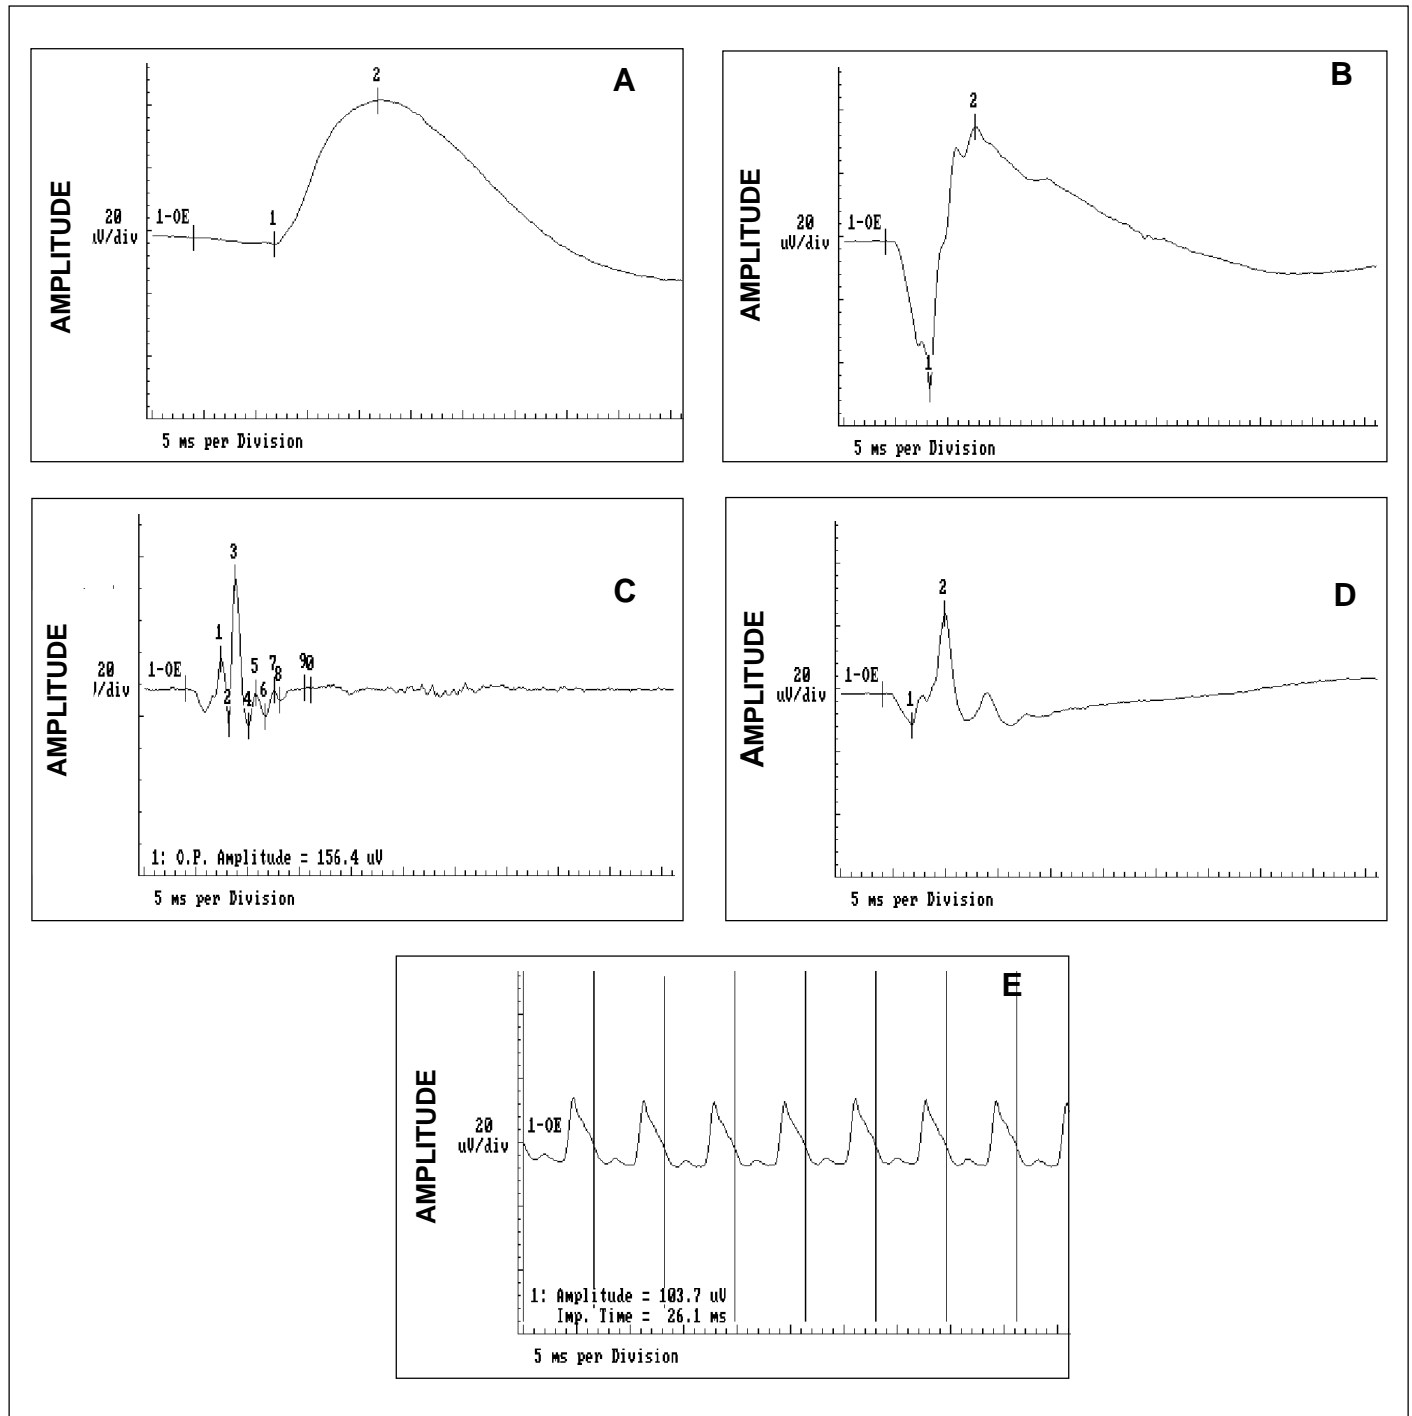 A
2
AMPLITUDE
20
uV/div
1-OE
1
5 ms per Division
B
2
AMPLITUDE
20
uV/div
1-OE
1
5 ms per Division
C
3
1
AMPLITUDE
20
/div
1-OE
2
4
5
6
7
8
9
0
1: O.P. Amplitude = 156.4 uV
5 ms per Division
D
2
AMPLITUDE
20
uV/div
1-OE
1
5 ms per Division
E
AMPLITUDE
20
uV/div
1-OE
1: Amplitude = 103.7 uV
Imp. Time = 26.1 ms
5 ms per Division